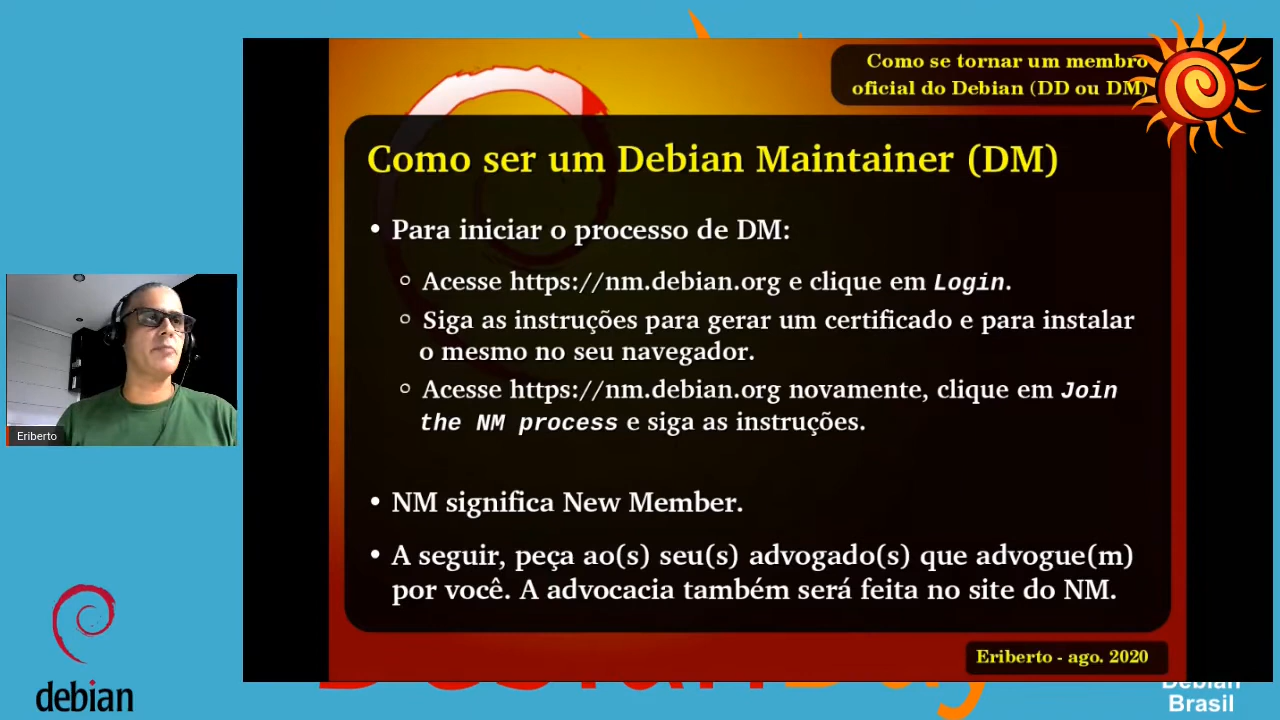 Como se tornar um membro
oficial do Debian (DD ou DM)
Como ser um Debian Maintainer (DM)
• Para iniciar o processo de DM:
Acesse https://nm.debian.org e clique em Login.
Siga as instruções para gerar um certificado e para instalar
o mesmo no seu navegador.
Acesse https://nm.debian.org novamente, clique em Join
the NM process e siga as instruções.
• NM significa New Member.
• A seguir, peça ao(s) seu(s) advogado(s) que advogue(m)
por você. A advocacia também será feita no site do NM.
Eriberto - ago. 2020
Eriberto
debian
Debian
Brasil